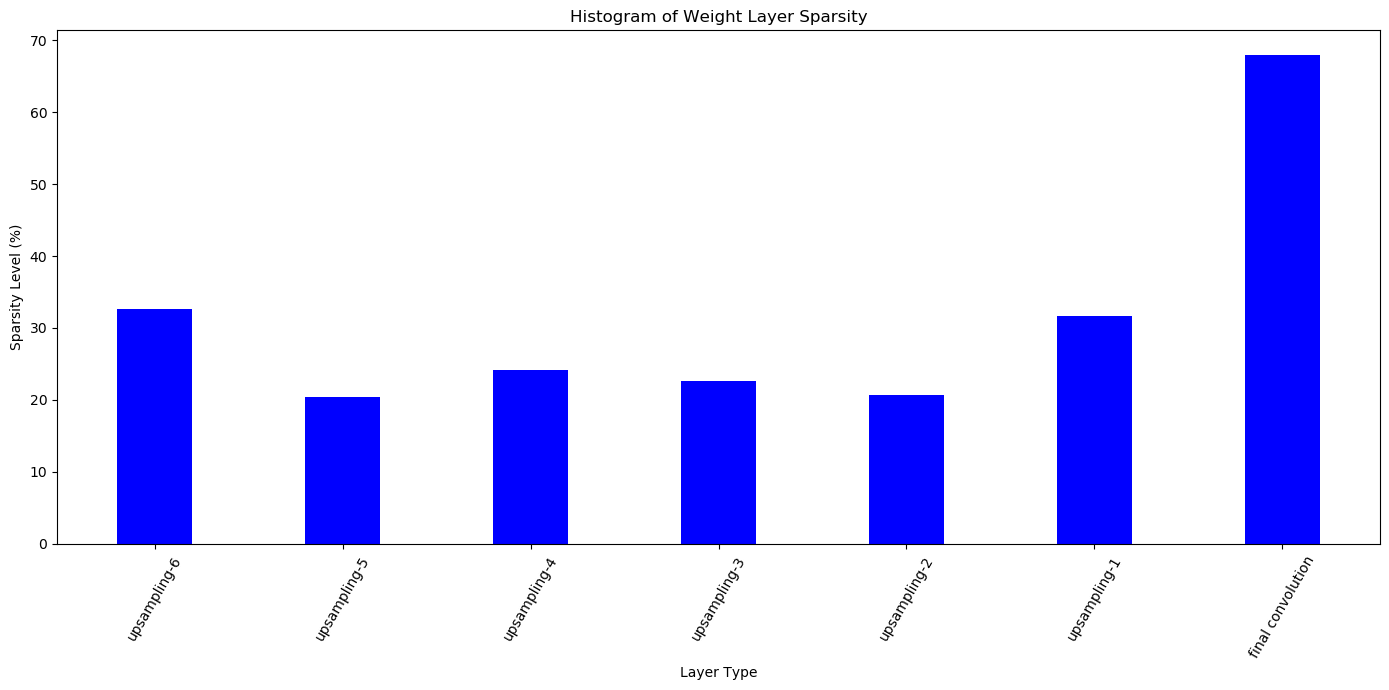 Histogram of Weight Layer Sparsity
Sparsity Level (%)
70
60
50
40
30
20
10
0
upsampling-6
upsampling-5
upsampling-4
upsampling-3
upsampling-2
upsampling-1
final convolution
Layer Type